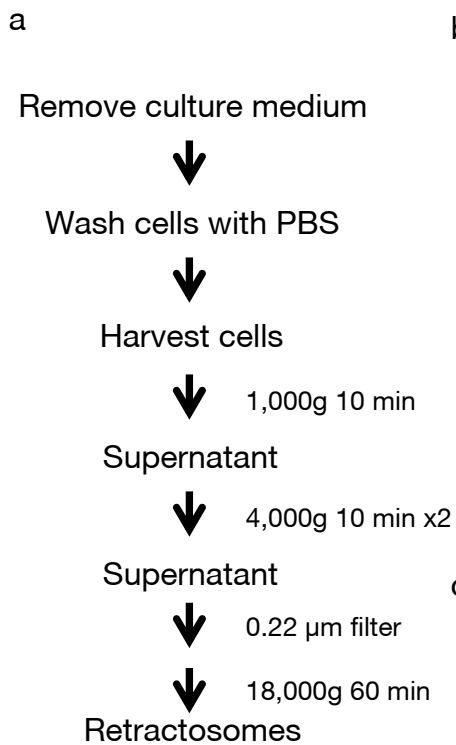 a
Remove culture medium
Wash cells with PBS
Harvest cells
1,000g 10 min
Supernatant
4,000g 10 min x2
Supernatant
0.22 µm filter
18,000g 60 min
Retractosomes